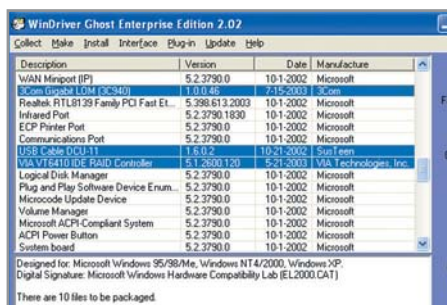 WinDriver Ghost Enterprise Edition 2.02
Collect Make Install Interface Plug-in Update Help
Description Version Date Manufacture
WAN Miniport (IP) 5.2.3790.0 10-1-2002 Microsoft
3Com Gigabit LOM (3C940) 1.0.0.46 7-15-2003 3Com
Realtek RTL8139 Family PCI Fast Et... 5.398.613.2003 10-1-2002 Microsoft
Infrared Port 5.2.3790.1830 10-1-2002 Microsoft
ECP Printer Port 5.2.3790.0 10-1-2002 Microsoft
Communications Port 5.2.3790.0 10-1-2002 Microsoft
USB Cable DCU-11 1.6.0.2 10-21-2002 SusTeen
VIA VT6410 IDE RAID Controller 5.1.2600.120 5-21-2003 VIA Technologies, Inc.
Logical Disk Manager 5.2.3790.0 10-1-2002 Microsoft
Plug and Play Software Device Enum... 5.2.3790.0 10-1-2002 Microsoft
Microcode Update Device 5.2.3790.0 10-1-2002 Microsoft
Volume Manager 5.2.3790.0 10-1-2002 Microsoft
Microsoft ACPI-Compliant System 5.2.3790.0 10-1-2002 Microsoft
ACPI Power Button 5.2.3790.0 10-1-2002 Microsoft
System board 5.2.3790.0 10-1-2002 Microsoft
Designed for: Microsoft Windows 95/98/Me, Windows NT4/2000, Windows XP.
Digital Signature: Microsoft Windows Hardware Compatibility Lab (EL2000.CAT)
There are 10 files to be packaged.